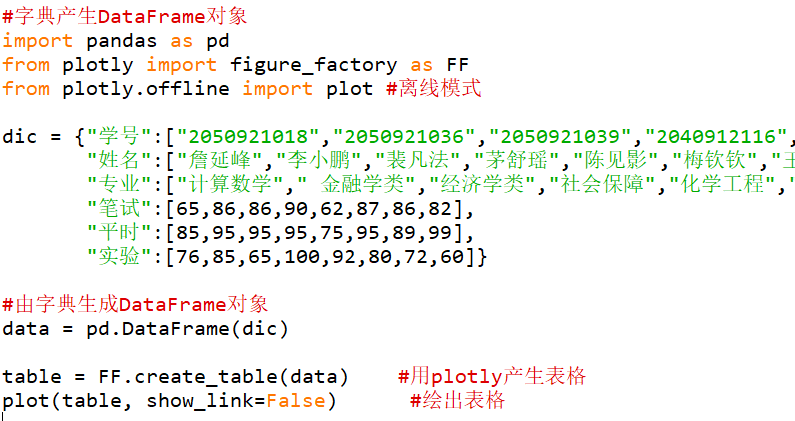 #字典产生DataFrame对象
import pandas as pd
from plotly import figure_factory as FF
from plotly.offline import plot #离线模式
dic = {"学号":["2050921018","2050921036","2050921039","2040912116",
"姓名":["詹延峰","李小鹏","裴凡法","茅舒瑶","陈见影","梅钦钦","王
"专业":["计算数学"," 金融学类","经济学类","社会保障","化学工程","
"笔试":[65,86,86,90,62,87,86,82],
"平时":[85,95,95,95,75,95,89,99],
"实验":[76,85,65,100,92,80,72,60]}
#由字典生成DataFrame对象
data = pd.DataFrame(dic)
table = FF.create_table(data) #用plotly产生表格
plot(table, show_link=False) #绘出表格